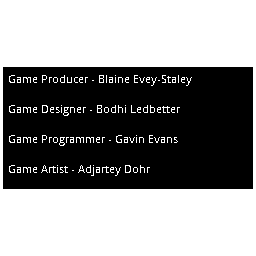 Game Producer - Blaine Evey-Staley
Game Designer - Bodhi Ledbetter
Game Programmer - Gavin Evans
Game Artist - Adjartey Dohr